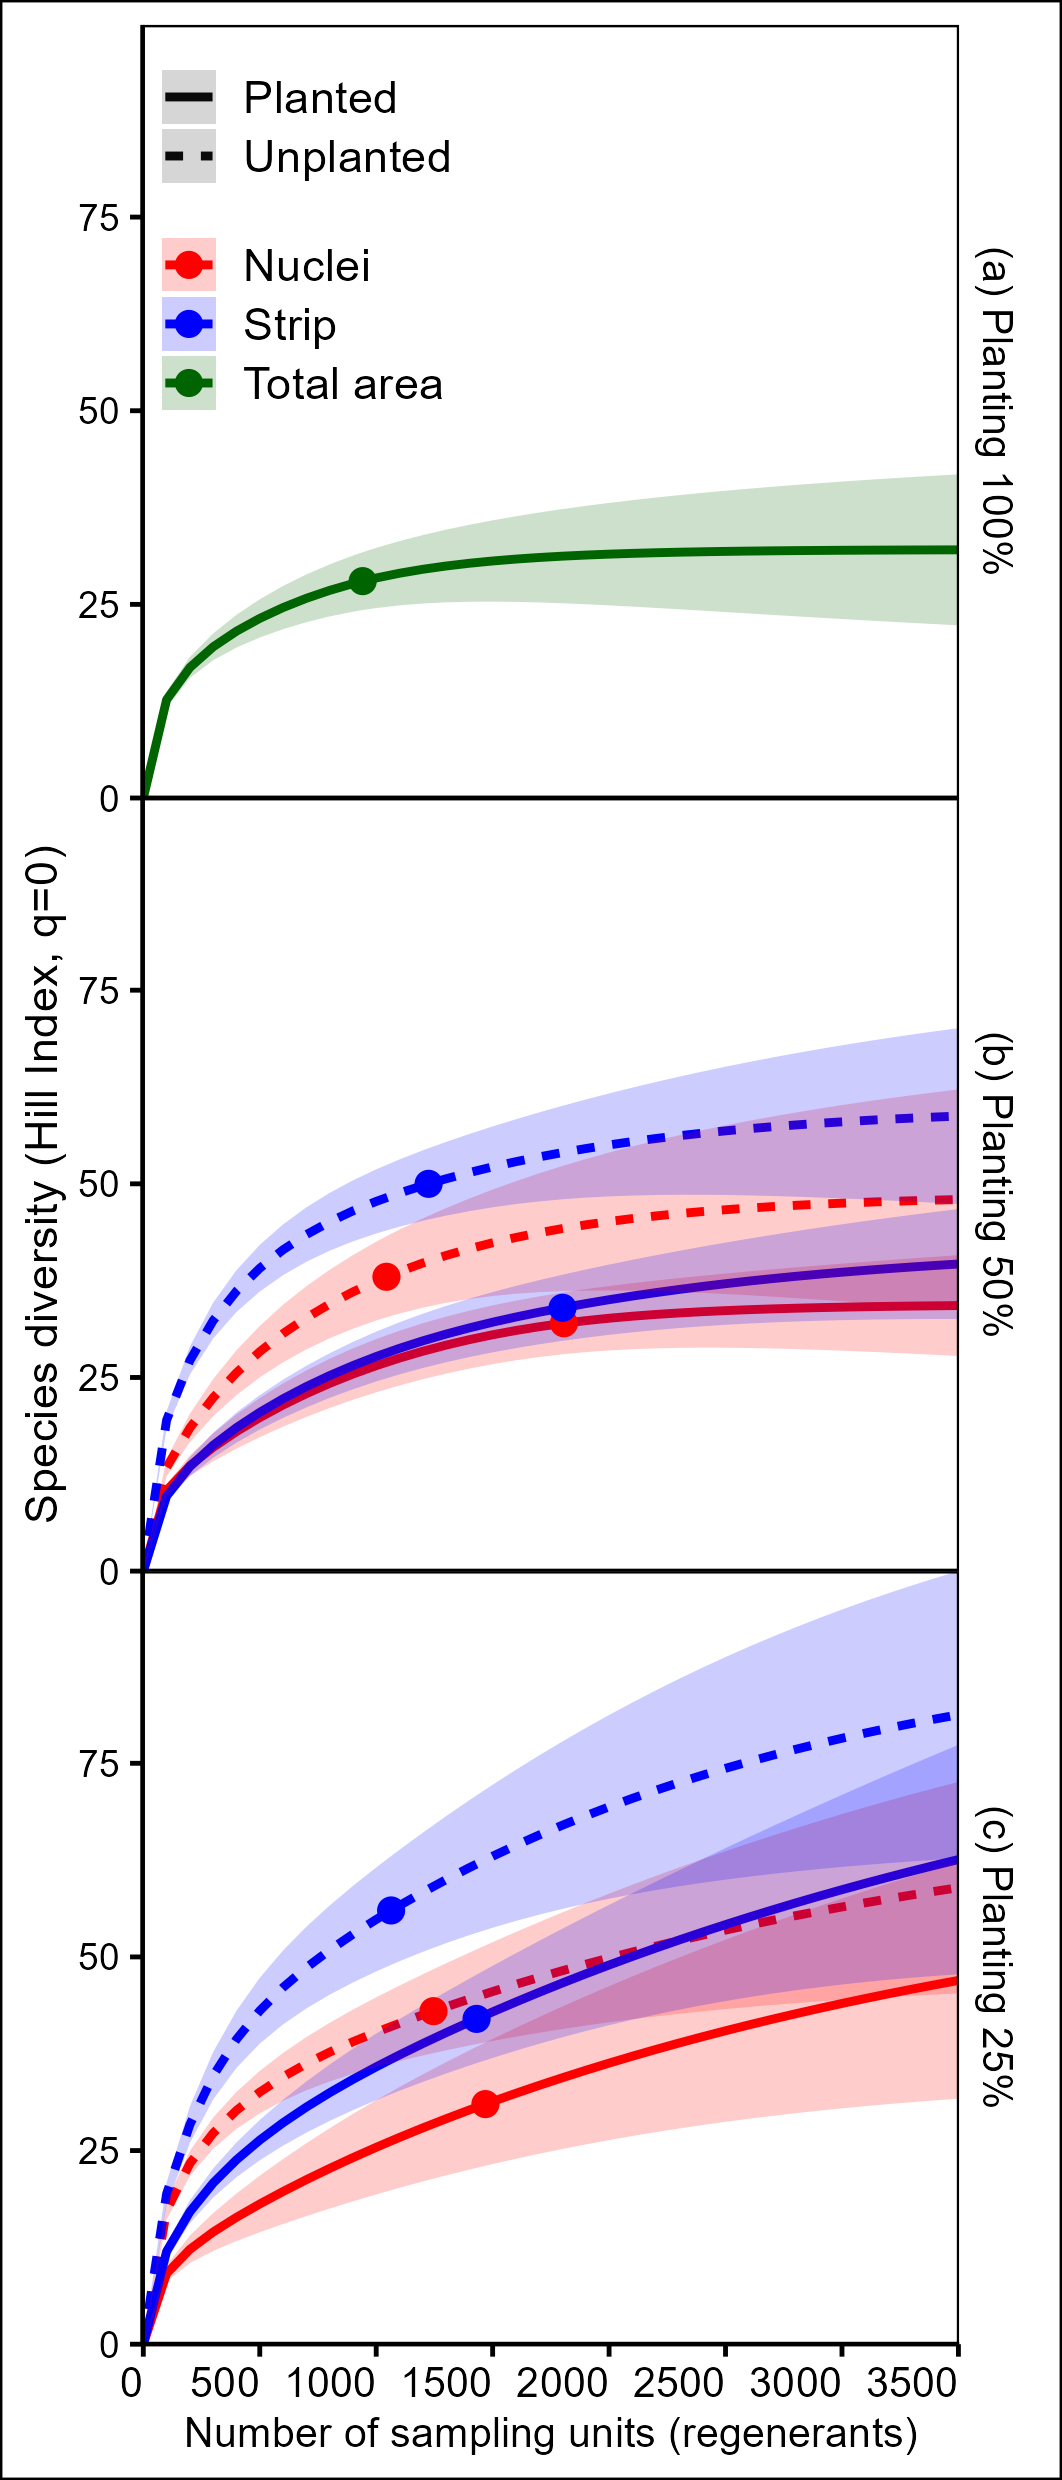 Planted
Unplanted
Nuclei
Strip
Total area
75
50
25
0
(a) Planting 100%
75
50
25
0
(b) Planting 50%
75
50
25
0
(c) Planting 25%
Species diversity (Hill Index, q=0)
0 500 1000 1500 2000 2500 3000 3500
Number of sampling units (regenerants)